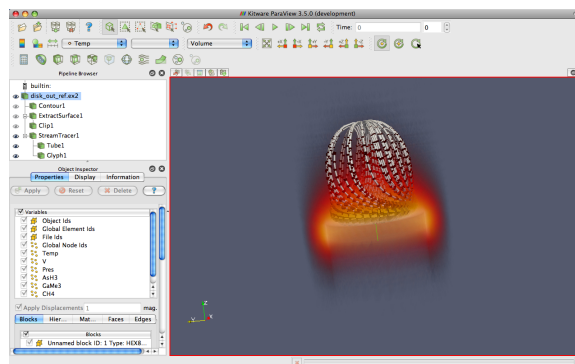 Kitware ParaView 3.5.0 (development)
Time: 0
0
Temp
Volume
Pipeline Browser
builtin:
disk_out_ref.ex2
Contour1
ExtractSurface1
Clip1
StreamTracer1
Tube1
Glyph1
Object Inspector
Properties Display Information
Apply Reset Delete ?
Variables
Object Ids
Global Element Ids
File Ids
Global Node Ids
Temp
V
Pres
AsH3
GaMe3
CH4
Apply Displacements 1 mag.
Blocks Hier... Mat... Faces Edges
Blocks
Unnamed block ID: 1 Type: HEX8...
Z
Y